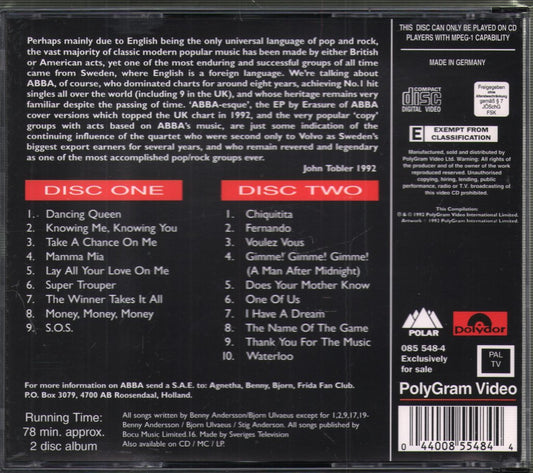 Perhaps mainly due to English being the only universal language of pop and rock,
the vast majority of classic modern popular music has been made by either British
or American acts, yet one of the most enduring and successful groups of all time
came from Sweden, where English is a foreign language. We're talking about
ABBA, of course, who dominated charts for around eight years, achieving No.1 hit
singles all over the world (including 9 in the UK), and whose heritage remains very
familiar despite the passing of time. 'ABBA-esque', the EP by Erasure of ABBA
cover versions which topped the UK chart in 1992, and the very popular 'copy'
groups with acts based on ABBA's music, are just some indication of the
continuing influence of the quartet who were second only to Volvo as Sweden's
biggest export earners for several years, and who remain revered and legendary
as one of the most accomplished pop/rock groups ever.
John Tobler 1992
DISC ONE
1. Dancing Queen
2. Knowing Me, Knowing You
3. Take A Chance On Me
4. Mamma Mia
5. Lay All Your Love On Me
6. Super Trouper
7. The Winner Takes It All
8. Money, Money, Money
9. S.O.S.
DISC TWO
1. Chiquitita
2. Fernando
3. Voulez Vous
4. Gimme! Gimme! Gimme!
(A Man After Midnight)
5. Does Your Mother Know
6. One Of Us
7. I Have A Dream
8. The Name Of The Game
9. Thank You For The Music
10. Waterloo
For more information on ABBA send a S.A.E. to: Agnetha, Benny, Bjorn, Frida Fan Club.
P.O. Box 3079, 4700 AB Roosendaal, Holland.
Running Time:
78 min. approx.
2 disc album
All songs written by Benny Andersson/Bjorn Ulvaeus except for 1,2,9,17,19-
Benny Andersson / Bjorn Ulvaeus / Stig Anderson. All songs published by
Bocu Music Limited 16. Made by Sveriges Television
Also available on CD / MC / LP.
THIS DISC CAN ONLY BE PLAYED ON CD
PLAYERS WITH MPEG-1 CAPABILITY
MADE IN GERMANY
COMPACT
disc
DIGITAL VIDEO
Freigegeben
gemäß § 7
JÖSchG
FSK
E EXEMPT FROM
CLASSIFICATION
Manufactured, sold and distributed by
PolyGram Video Ltd. Warning: All rights
of the producer and of the owner of the
work reproduced reserved. Unauthorised
copying, hiring, lending, public
performance, radio or T.V. broadcasting of
this video CD prohibited.
This Compilation:
℗ & © 1992 PolyGram Video International Limited.
Artwork © 1992 PolyGram Video International Limited.
POLAR
polydor
085 548-4
Exclusively
for sale
PAL
TV
PolyGram Video
0 44008 55484 4